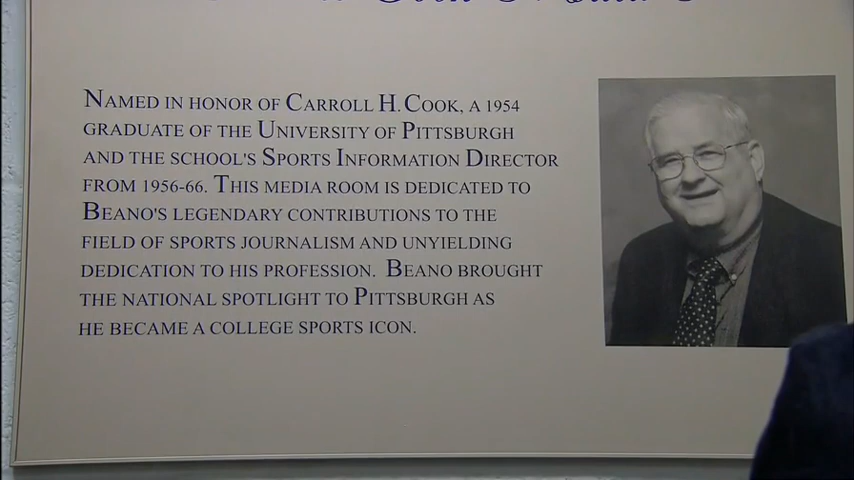 NAMED IN HONOR OF CARROLL H. COOK, A 1954
GRADUATE OF THE UNIVERSITY OF PITTSBURGH
AND THE SCHOOL'S SPORTS INFORMATION DIRECTOR
FROM 1956-66. THIS MEDIA ROOM IS DEDICATED TO
BEANO'S LEGENDARY CONTRIBUTIONS TO THE
FIELD OF SPORTS JOURNALISM AND UNYIELDING
DEDICATION TO HIS PROFESSION. BEANO BROUGHT
THE NATIONAL SPOTLIGHT TO PITTSBURGH AS
HE BECAME A COLLEGE SPORTS ICON.